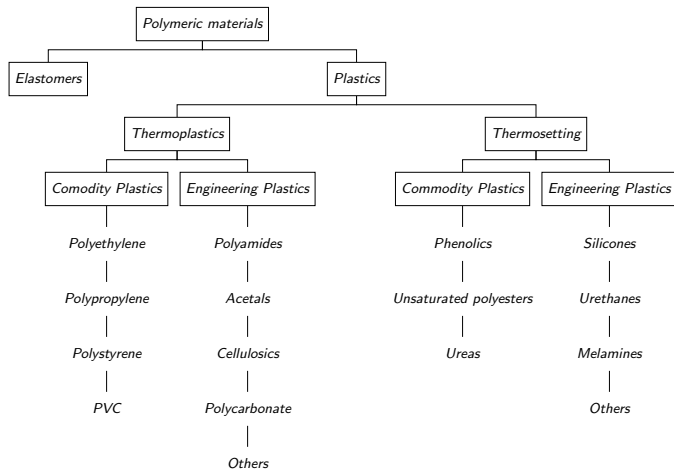 Polymeric materials
Elastomers
Plastics
Thermoplastics
Thermosetting
Comodity Plastics
Engineering Plastics
Commodity Plastics
Engineering Plastics
Polyethylene
Polyamides
Phenolics
Silicones
Polypropylene
Acetals
Unsaturated polyesters
Urethanes
Polystyrene
Cellulosics
Ureas
Melamines
PVC
Polycarbonate
Others
Others